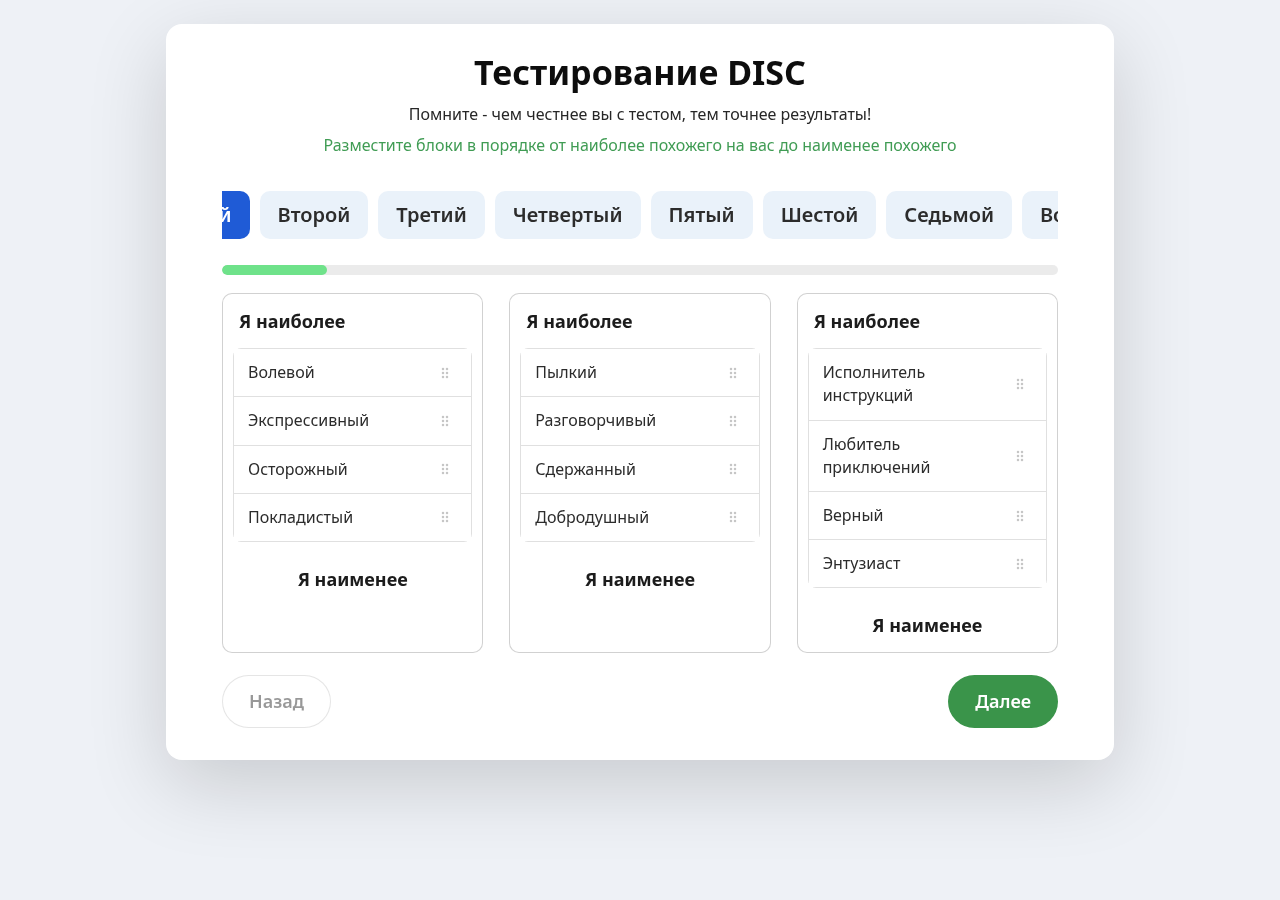 Тестирование DISC
Помните - чем честнее вы с тестом, тем точнее результаты!
Разместите блоки в порядке от наиболее похожего на вас до наименее похожего
й Второй Третий Четвертый Пятый Шестой Седьмой Во
Я наиболее
Волевой
Экспрессивный
Осторожный
Покладистый
Я наименее
Я наиболее
Пылкий
Разговорчивый
Сдержанный
Добродушный
Я наименее
Я наиболее
Исполнитель
инструкций
Любитель
приключений
Верный
Энтузиаст
Я наименее
Назад
Далее